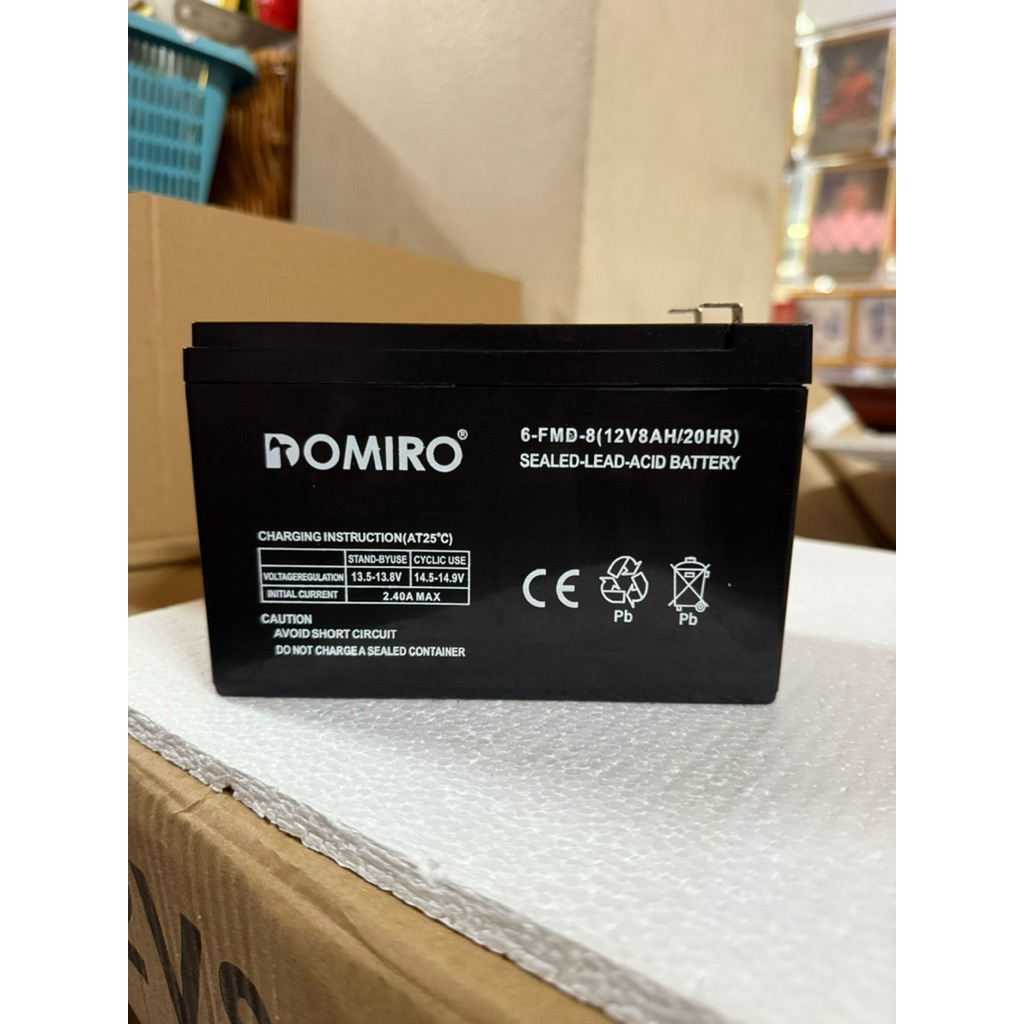 DOMIRO®
6-FMD-8(12V8AH/20HR)
SEALED-LEAD-ACID BATTERY
CHARGING INSTRUCTION(AT25°C)
STAND-BYUSE CYCLIC USE
VOLTAGEREGULATION 13.5-13.8V 14.5-14.9V
INITIAL CURRENT 2.40A MAX
CAUTION
AVOID SHORT CIRCUIT
DO NOT CHARGE A SEALED CONTAINER
CE
Pb
Pb